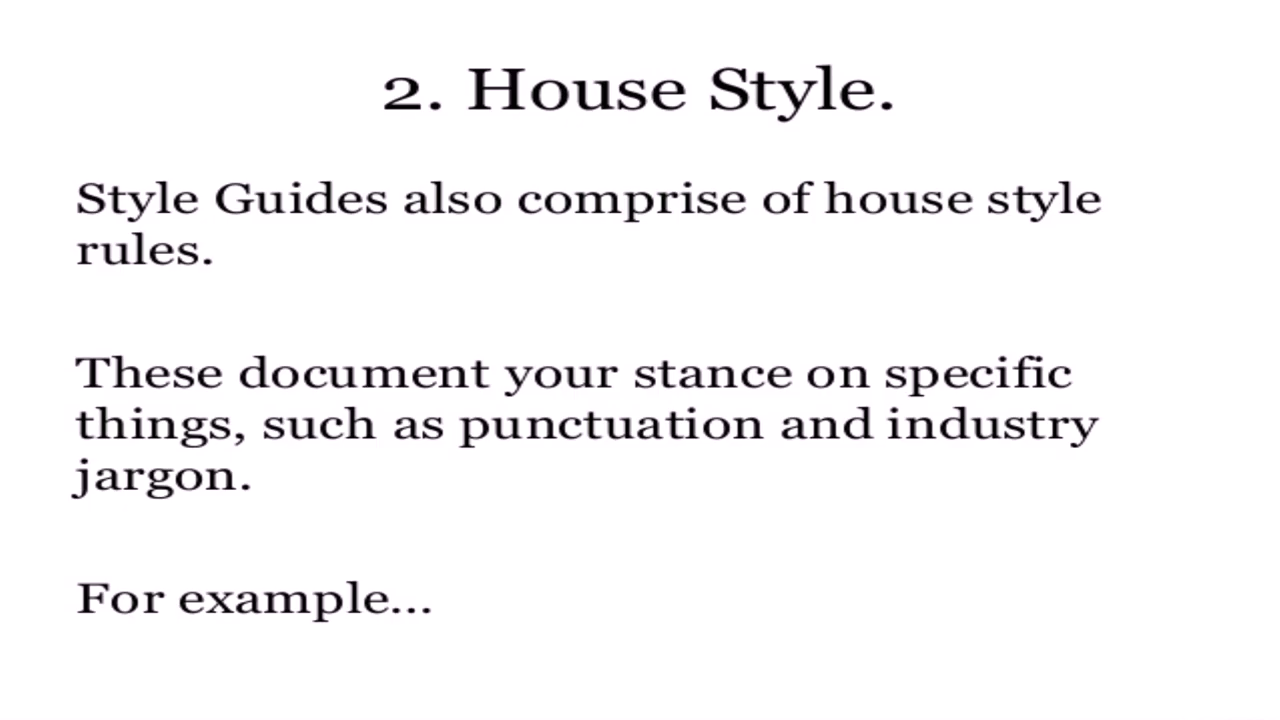 2. House Style.
Style Guides also comprise of house style
rules.
These document your stance on specific
things, such as punctuation and industry
jargon.
For example...